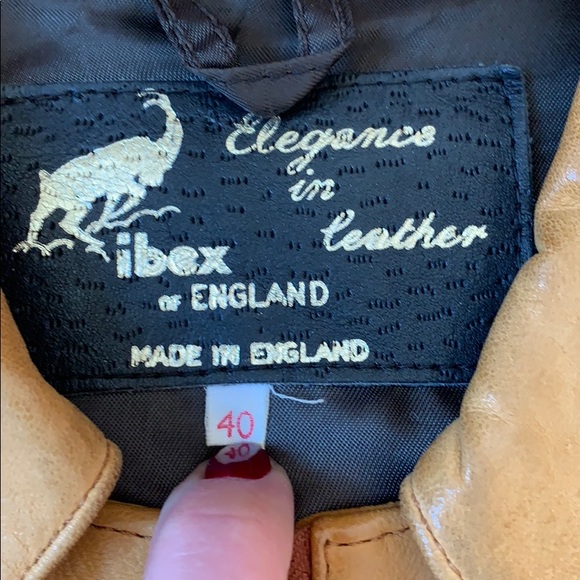 Elegance
in
leather
ibex
OF ENGLAND
MADE IN ENGLAND
40